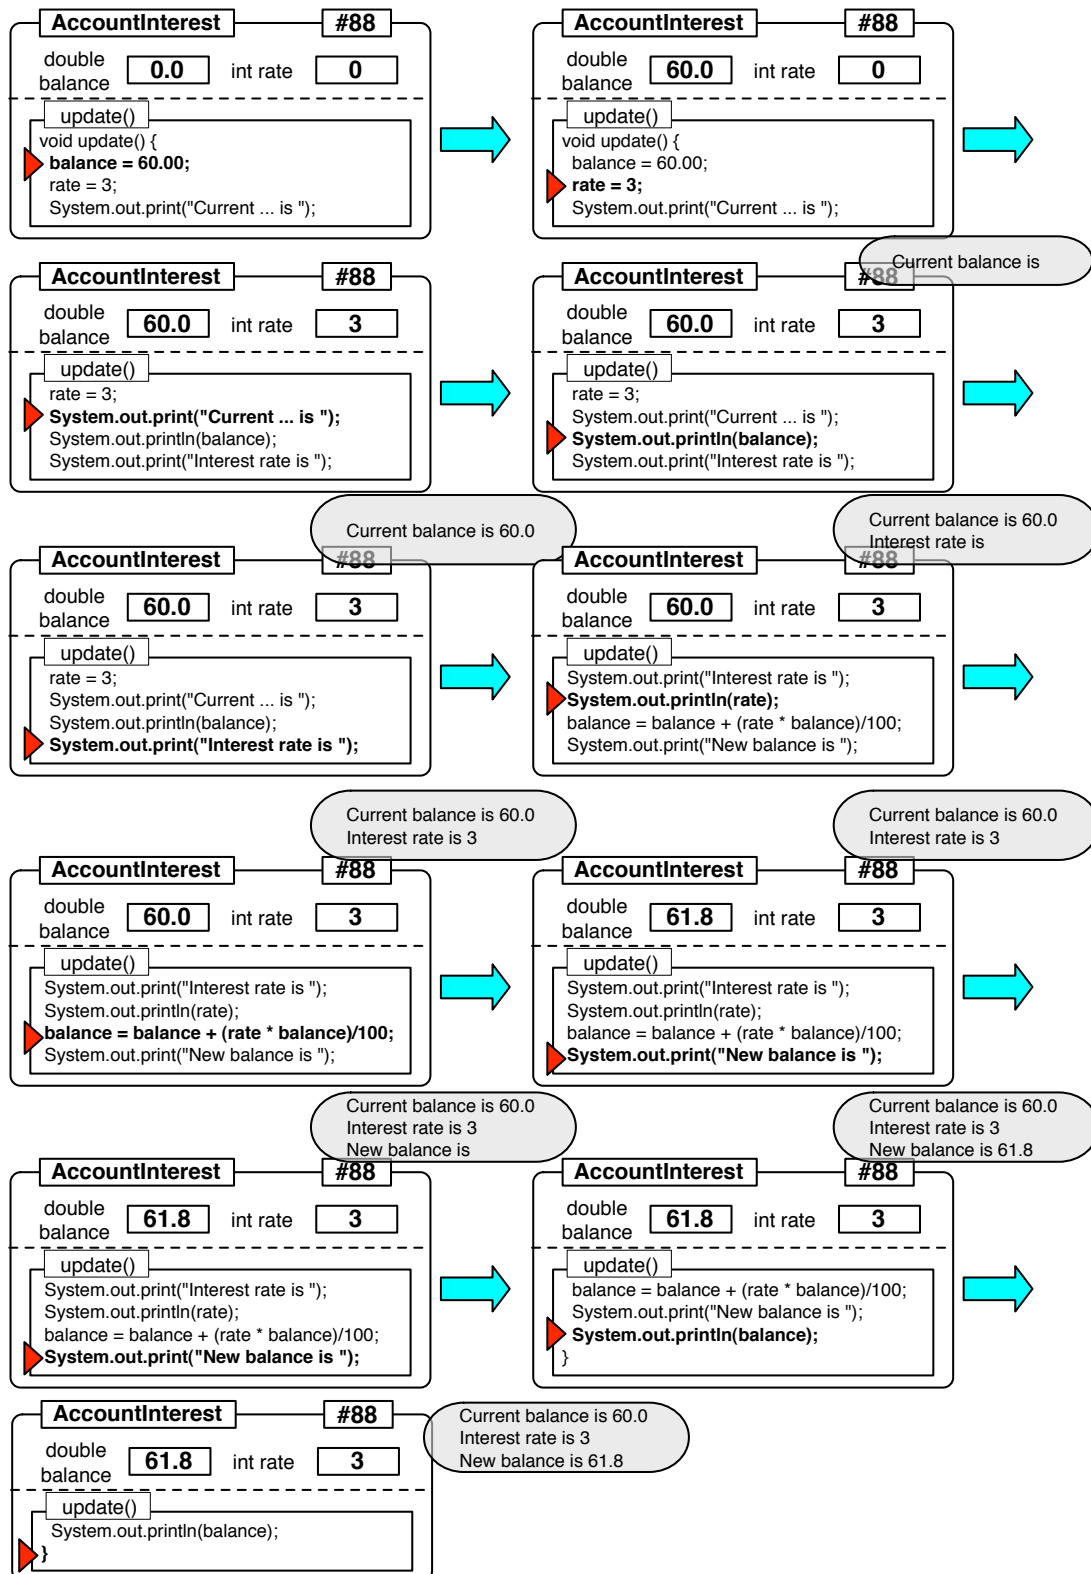 AccountInterest #88
double balance 0.0 int rate 0
update()
void update() {
balance = 60.00;
rate = 3;
System.out.print("Current ... is ");
AccountInterest #88
double balance 60.0 int rate 0
update()
void update() {
balance = 60.00;
rate = 3;
System.out.print("Current ... is ");
AccountInterest #88
double balance 60.0 int rate 3
update()
rate = 3;
System.out.print("Current ... is ");
System.out.println(balance);
System.out.print("Interest rate is ");
Current balance is
AccountInterest #88
double balance 60.0 int rate 3
update()
rate = 3;
System.out.print("Current ... is ");
System.out.println(balance);
System.out.print("Interest rate is ");
Current balance is 60.0
AccountInterest #88
double balance 60.0 int rate 3
update()
rate = 3;
System.out.print("Current ... is ");
System.out.println(balance);
System.out.print("Interest rate is ");
Current balance is 60.0
Interest rate is
AccountInterest #88
double balance 60.0 int rate 3
update()
System.out.print("Interest rate is ");
System.out.println(rate);
balance = balance + (rate * balance)/100;
System.out.print("New balance is ");
Current balance is 60.0
Interest rate is 3
AccountInterest #88
double balance 60.0 int rate 3
update()
System.out.print("Interest rate is ");
System.out.println(rate);
balance = balance + (rate * balance)/100;
System.out.print("New balance is ");
Current balance is 60.0
Interest rate is 3
AccountInterest #88
double balance 61.8 int rate 3
update()
System.out.print("Interest rate is ");
System.out.println(rate);
balance = balance + (rate * balance)/100;
System.out.print("New balance is ");
Current balance is 60.0
Interest rate is 3
New balance is
AccountInterest #88
double balance 61.8 int rate 3
update()
System.out.print("Interest rate is ");
System.out.println(rate);
balance = balance + (rate * balance)/100;
System.out.print("New balance is ");
Current balance is 60.0
Interest rate is 3
New balance is 61.8
AccountInterest #88
double balance 61.8 int rate 3
update()
balance = balance + (rate * balance)/100;
System.out.print("New balance is ");
System.out.println(balance);
}
AccountInterest #88
Current balance is 60.0
Interest rate is 3
New balance is 61.8
double balance 61.8 int rate 3
update()
System.out.println(balance);
}